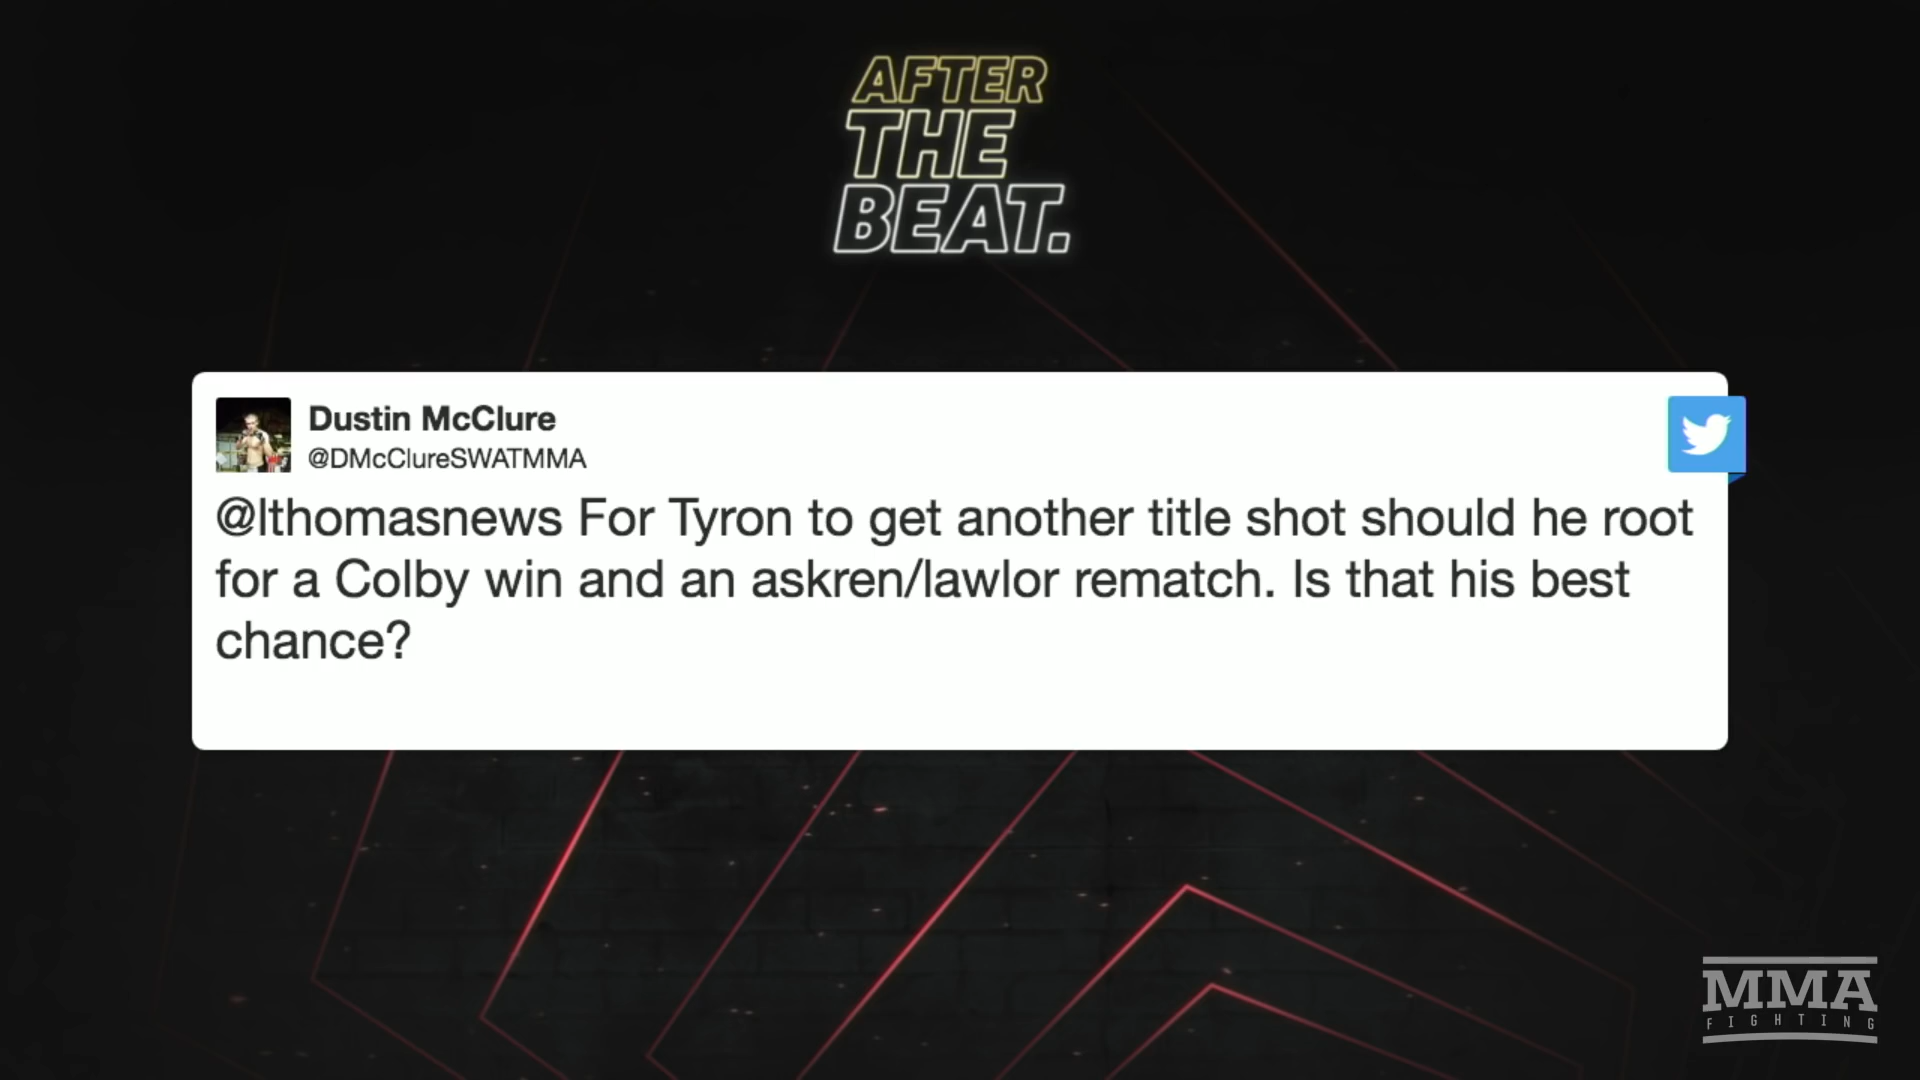 AFTER
THE
BEAT.
Dustin McClure
@DMcClureSWATMMA
@lthomasnews For Tyron to get another title shot should he root
for a Colby win and an askren/lawlor rematch. Is that his best
chance?
MMA
FIGHTING